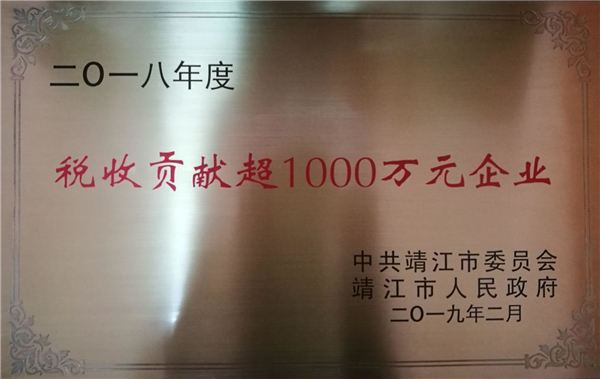 二O一八年度
税收贡献超1000万元企业
中共靖江市委员会
靖江市人民政府
二O一九年二月